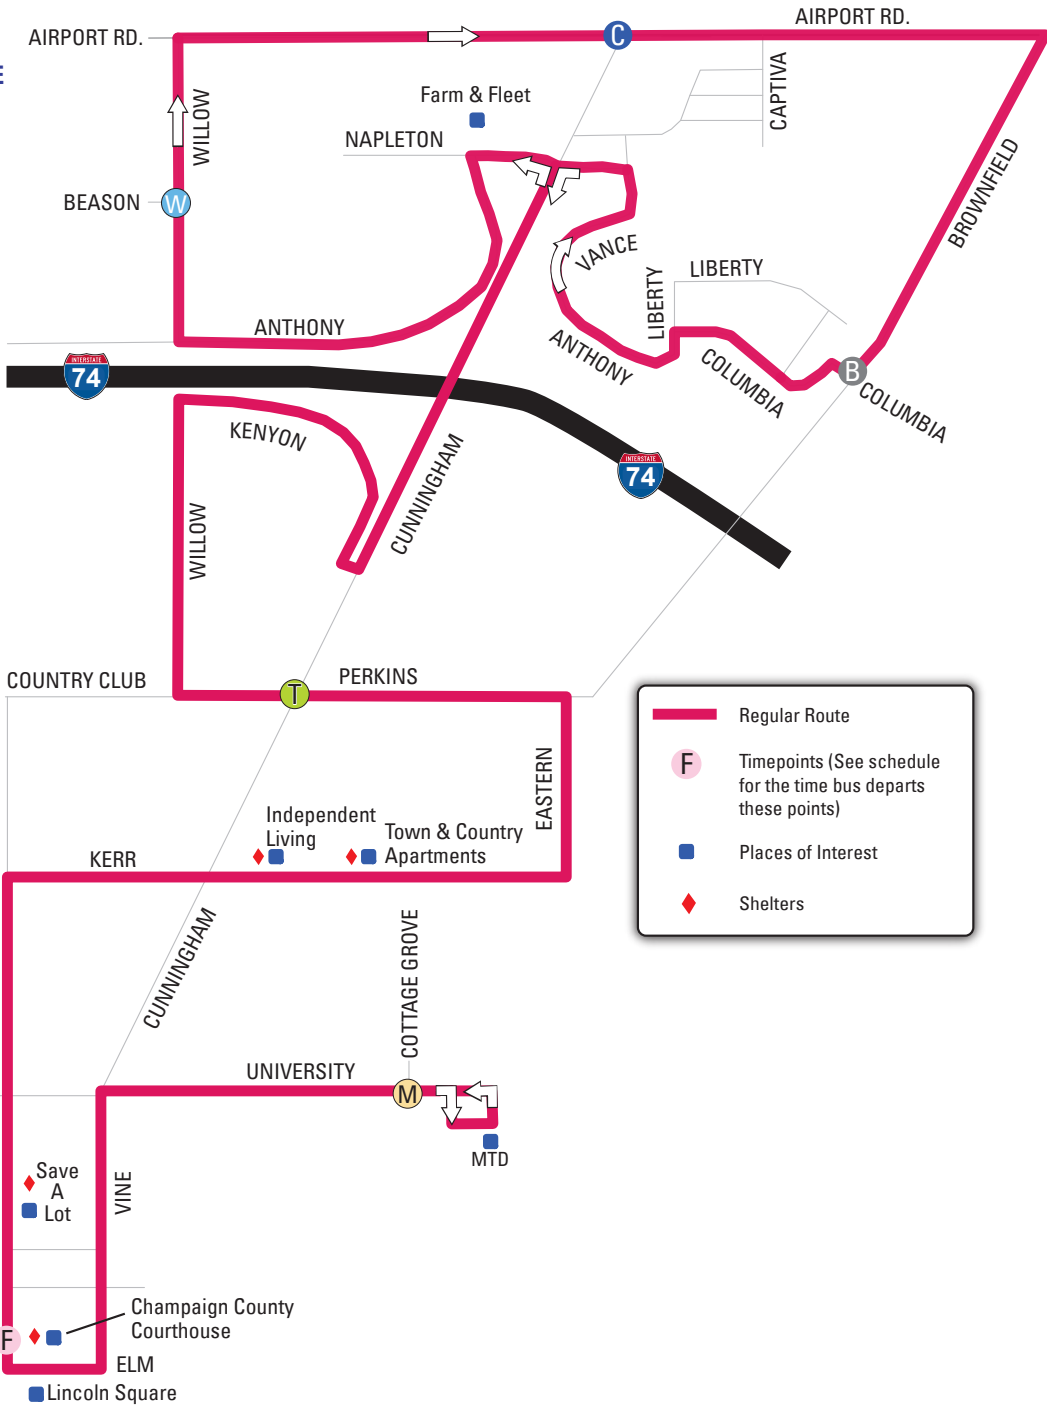 AIRPORT RD.
AIRPORT RD.
C
E
WILLOW
Farm & Fleet
CAPTIVA
NAPLETON
BEASON
W
BROWNFIELD
VANCE
LIBERTY
LIBERTY
ANTHONY
ANTHONY
COLUMBIA
B
COLUMBIA
INTERSTATE
74
KENYON
CUNNINGHAM
INTERSTATE
74
WILLOW
COUNTRY CLUB
T
PERKINS
EASTERN
Regular Route
F
Timepoints (See schedule
for the time bus departs
these points)
Places of Interest
Shelters
Independent
Living
Town & Country
Apartments
KERR
CUNNINGHAM
COTTAGE GROVE
UNIVERSITY
M
MTD
Save
A
Lot
VINE
Champaign County
Courthouse
F
ELM
Lincoln Square